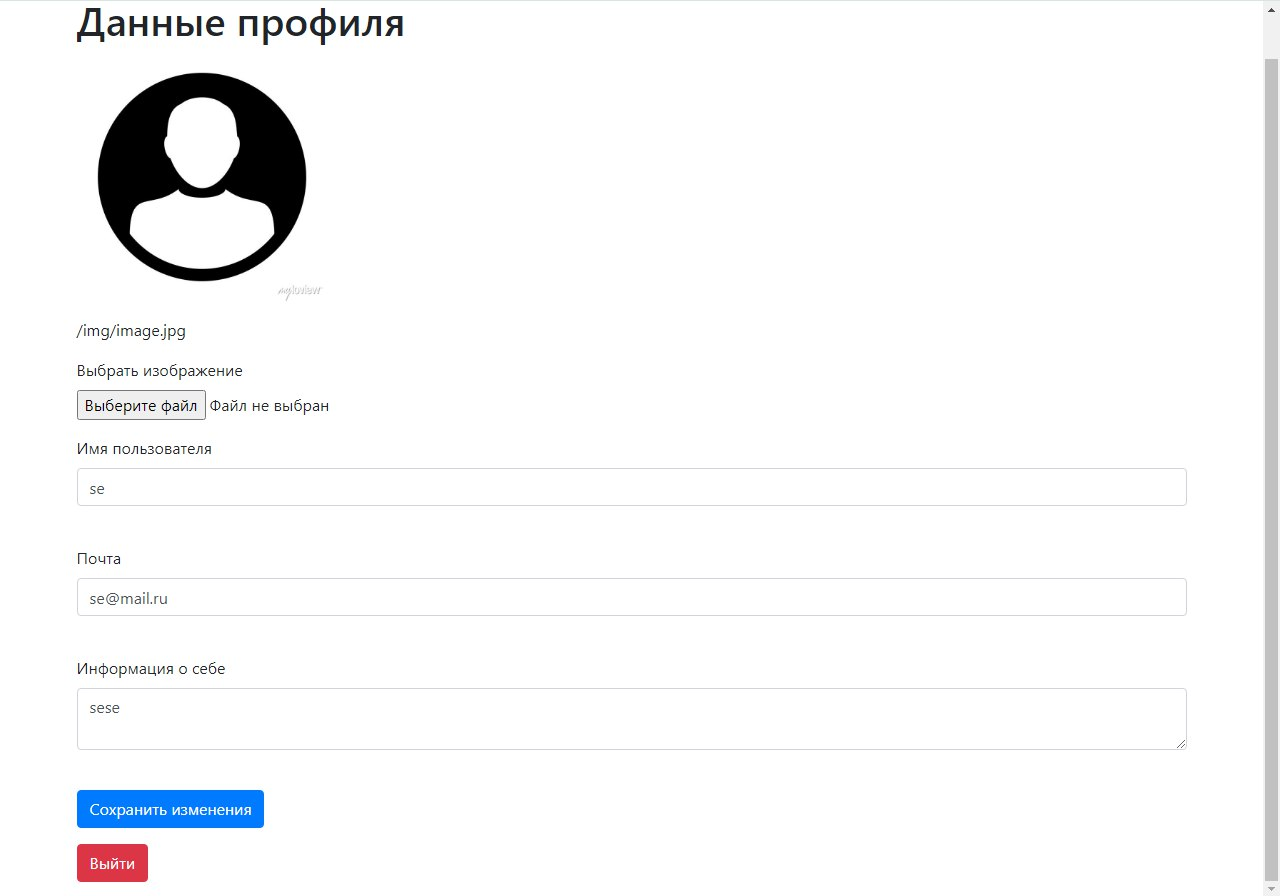 Данные профиля
myloview
/img/image.jpg
Выбрать изображение
Выберите файл Файл не выбран
Имя пользователя
se
Почта
se@mail.ru
Информация о себе
sese
Сохранить изменения
Выйти